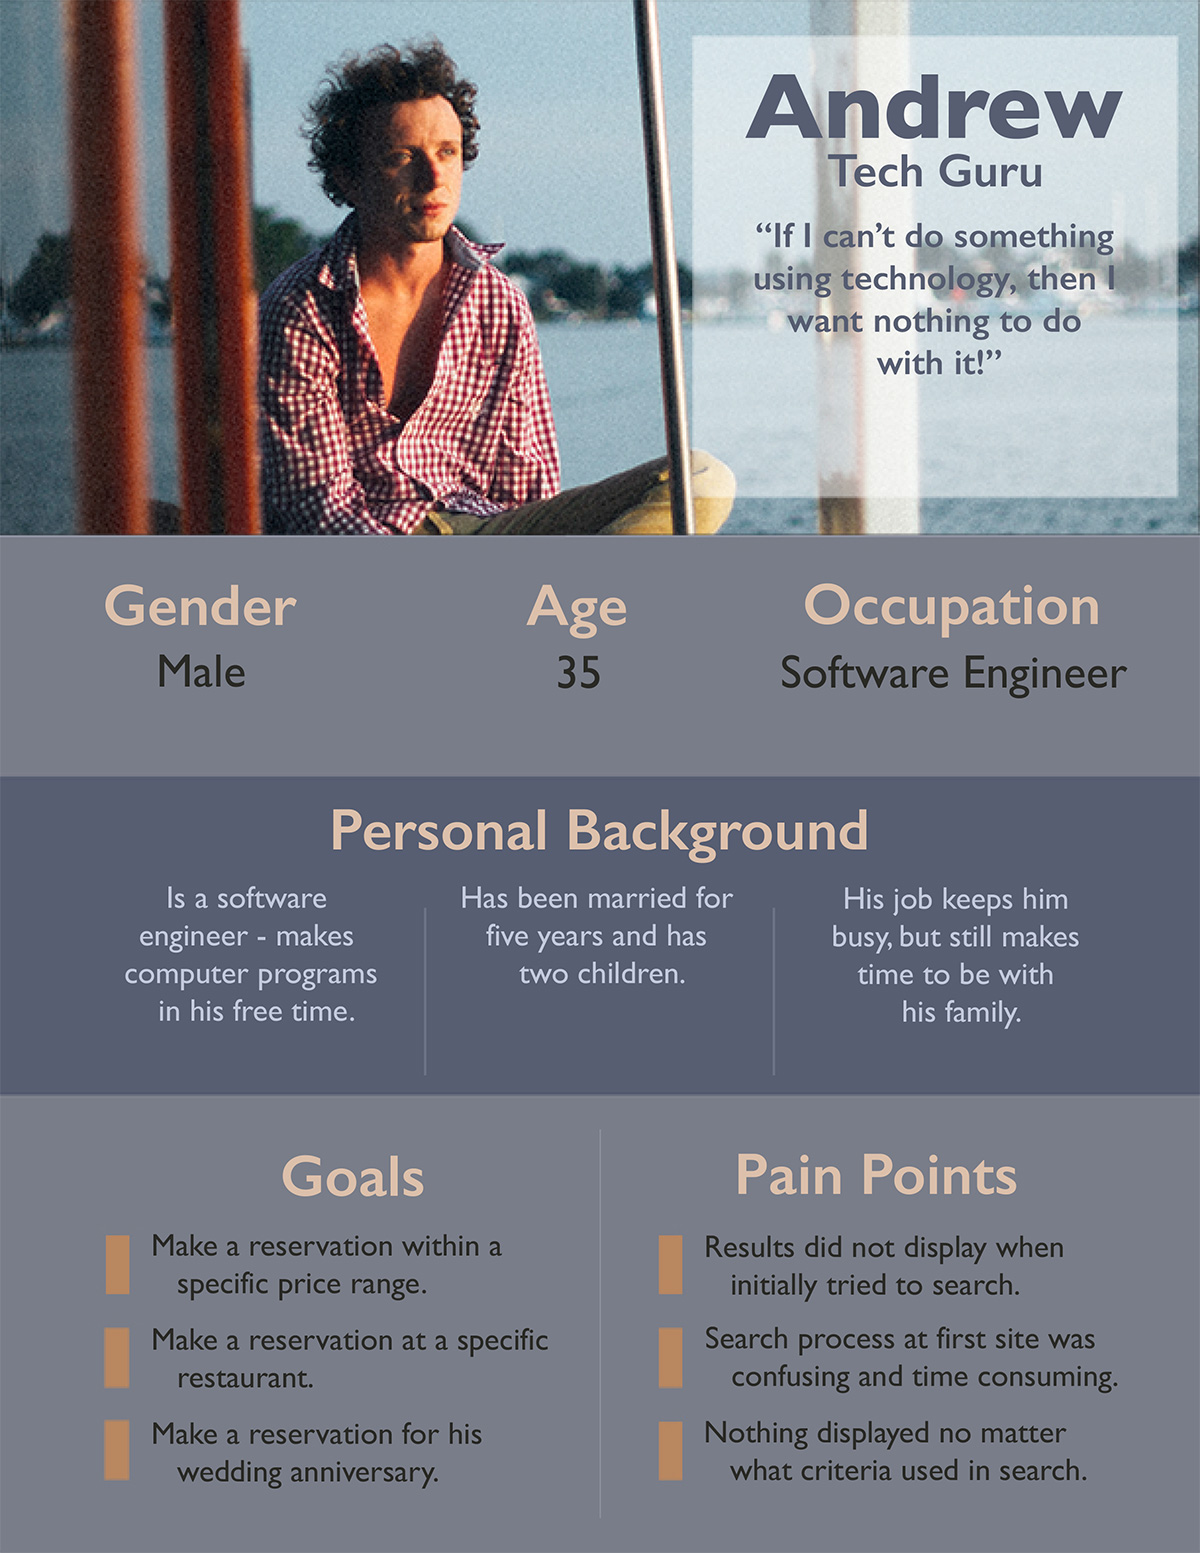 Andrew
Tech Guru
“If I can’t do something
using technology, then I
want nothing to do
with it!”
Gender
Male
Age
35
Occupation
Software Engineer
Personal Background
Is a software
engineer - makes
computer programs
in his free time.
Has been married for
five years and has
two children.
His job keeps him
busy, but still makes
time to be with
his family.
Goals
Make a reservation within a
specific price range.
Make a reservation at a specific
restaurant.
Make a reservation for his
wedding anniversary.
Pain Points
Results did not display when
initially tried to search.
Search process at first site was
confusing and time consuming.
Nothing displayed no matter
what criteria used in search.